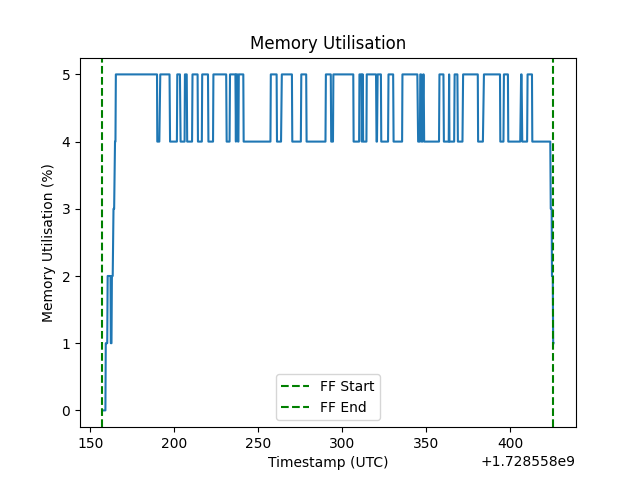 Memory Utilisation
Memory Utilisation (%)
5
4
3
2
1
0
FF Start
FF End
150 200 250 300 350 400
Timestamp (UTC)
+1.728558e9